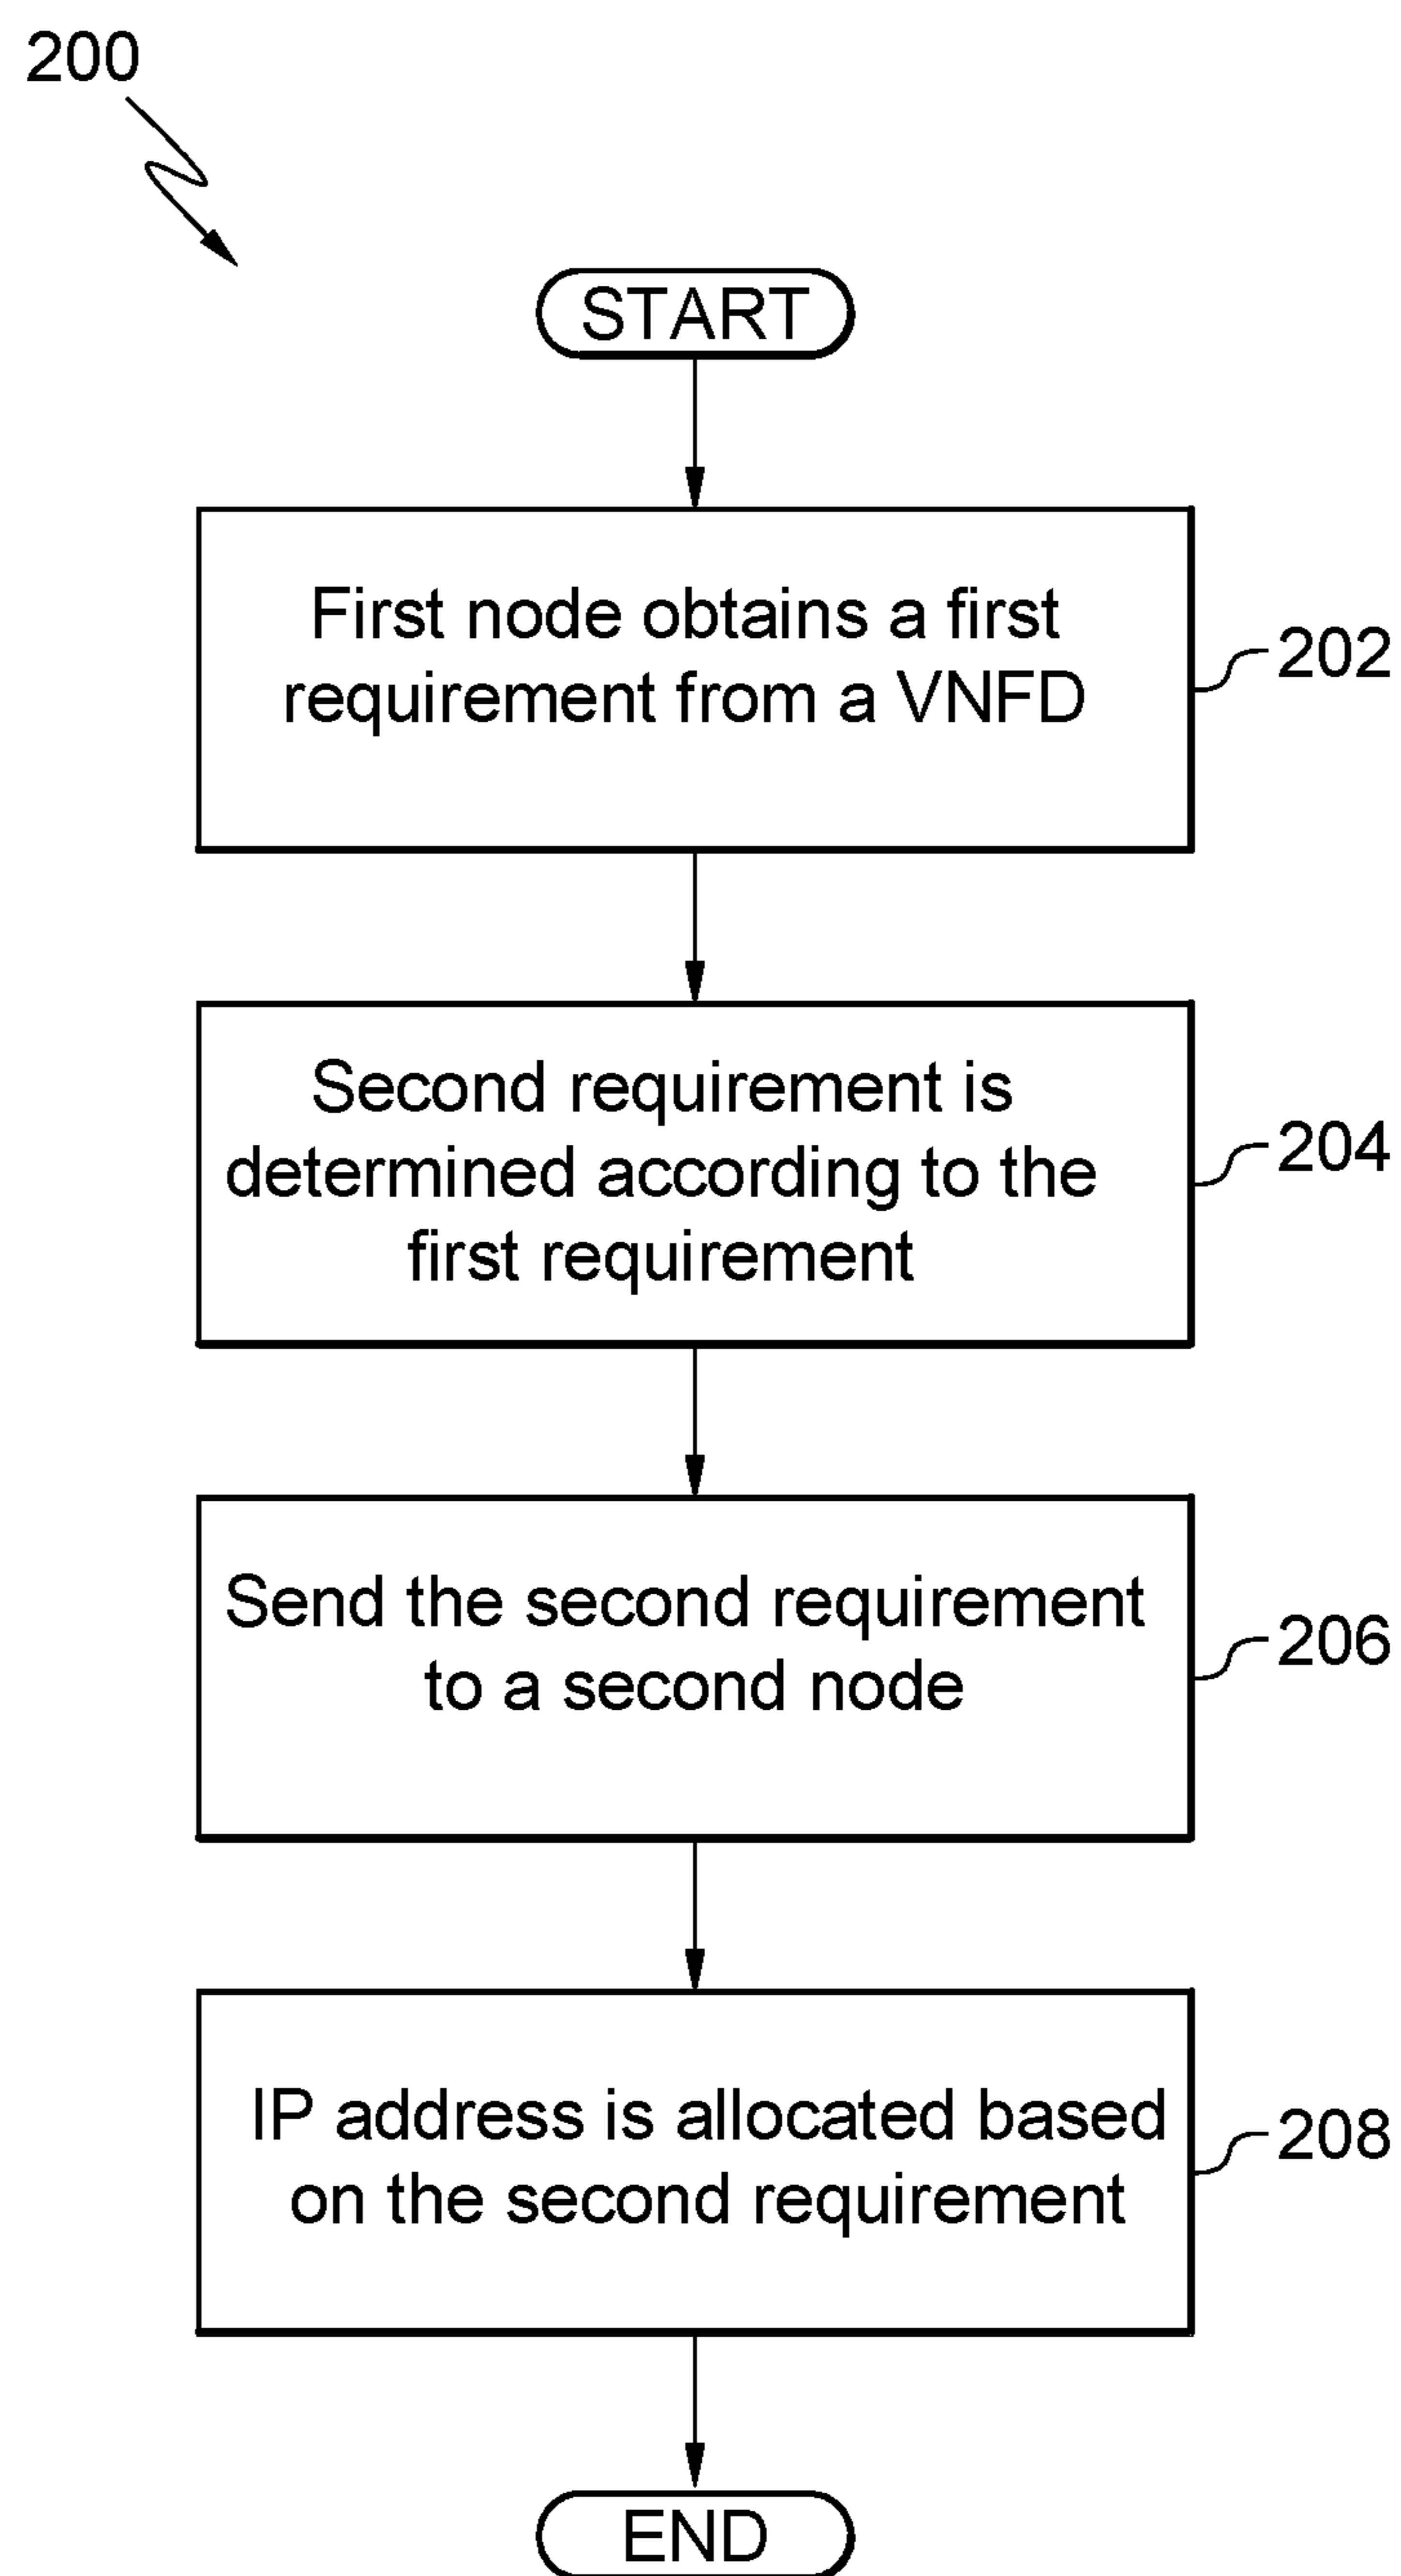 200
START
First node obtains a first
requirement from a VNFD
202
Second requirement is
determined according to the
first requirement
204
Send the second requirement
to a second node
206
IP address is allocated based
on the second requirement
208
END